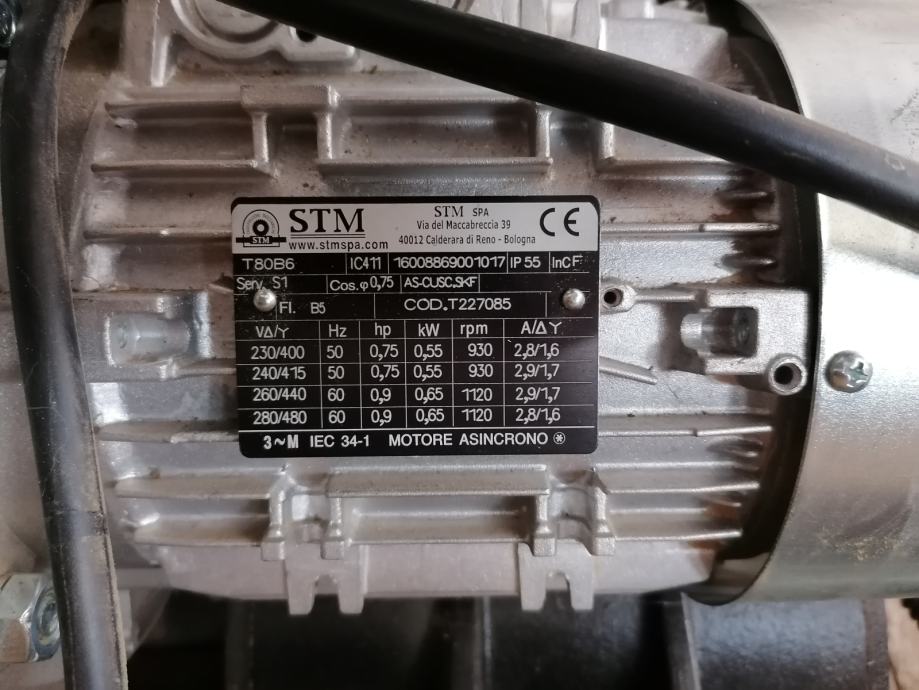 STM
STM
www.stmspa.com
STM SPA
Via del Maccabreccia 39
40012 Calderara di Reno - Bologna
CE
T80B6 IC411 16008869001017 IP 55 InCF
Serv. S1 Cos.φ 0,75 AS-CUSC.SKF
Fl. B5 COD.T227085
VΔ/Y Hz hp kW rpm A/Δ Y
230/400 50 0,75 0,55 930 2,8/1,6
240/415 50 0,75 0,55 930 2,9/1,7
260/440 60 0,9 0,65 1120 2,9/1,7
280/480 60 0,9 0,65 1120 2,8/1,6
3~M IEC 34-1 MOTORE ASINCRONO ⊛